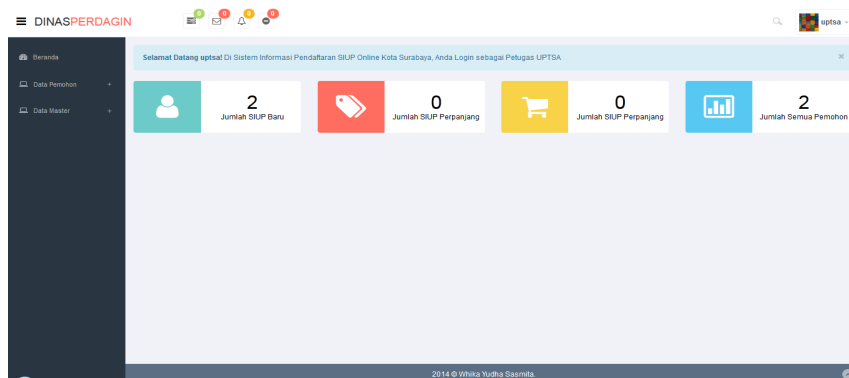 DINASPERDAGIN
0 0 0 0
uptsa
Beranda
Data Pemohon +
Data Master +
Selamat Datang uptsa! Di Sistem Informasi Pendaftaran SIUP Online Kota Surabaya, Anda Login sebagai Petugas UPTSA ×
2
Jumlah SIUP Baru
0
Jumlah SIUP Perpanjang
0
Jumlah SIUP Perpanjang
2
Jumlah Semua Pemohon
2014 © Whika Yudha Sasmita.